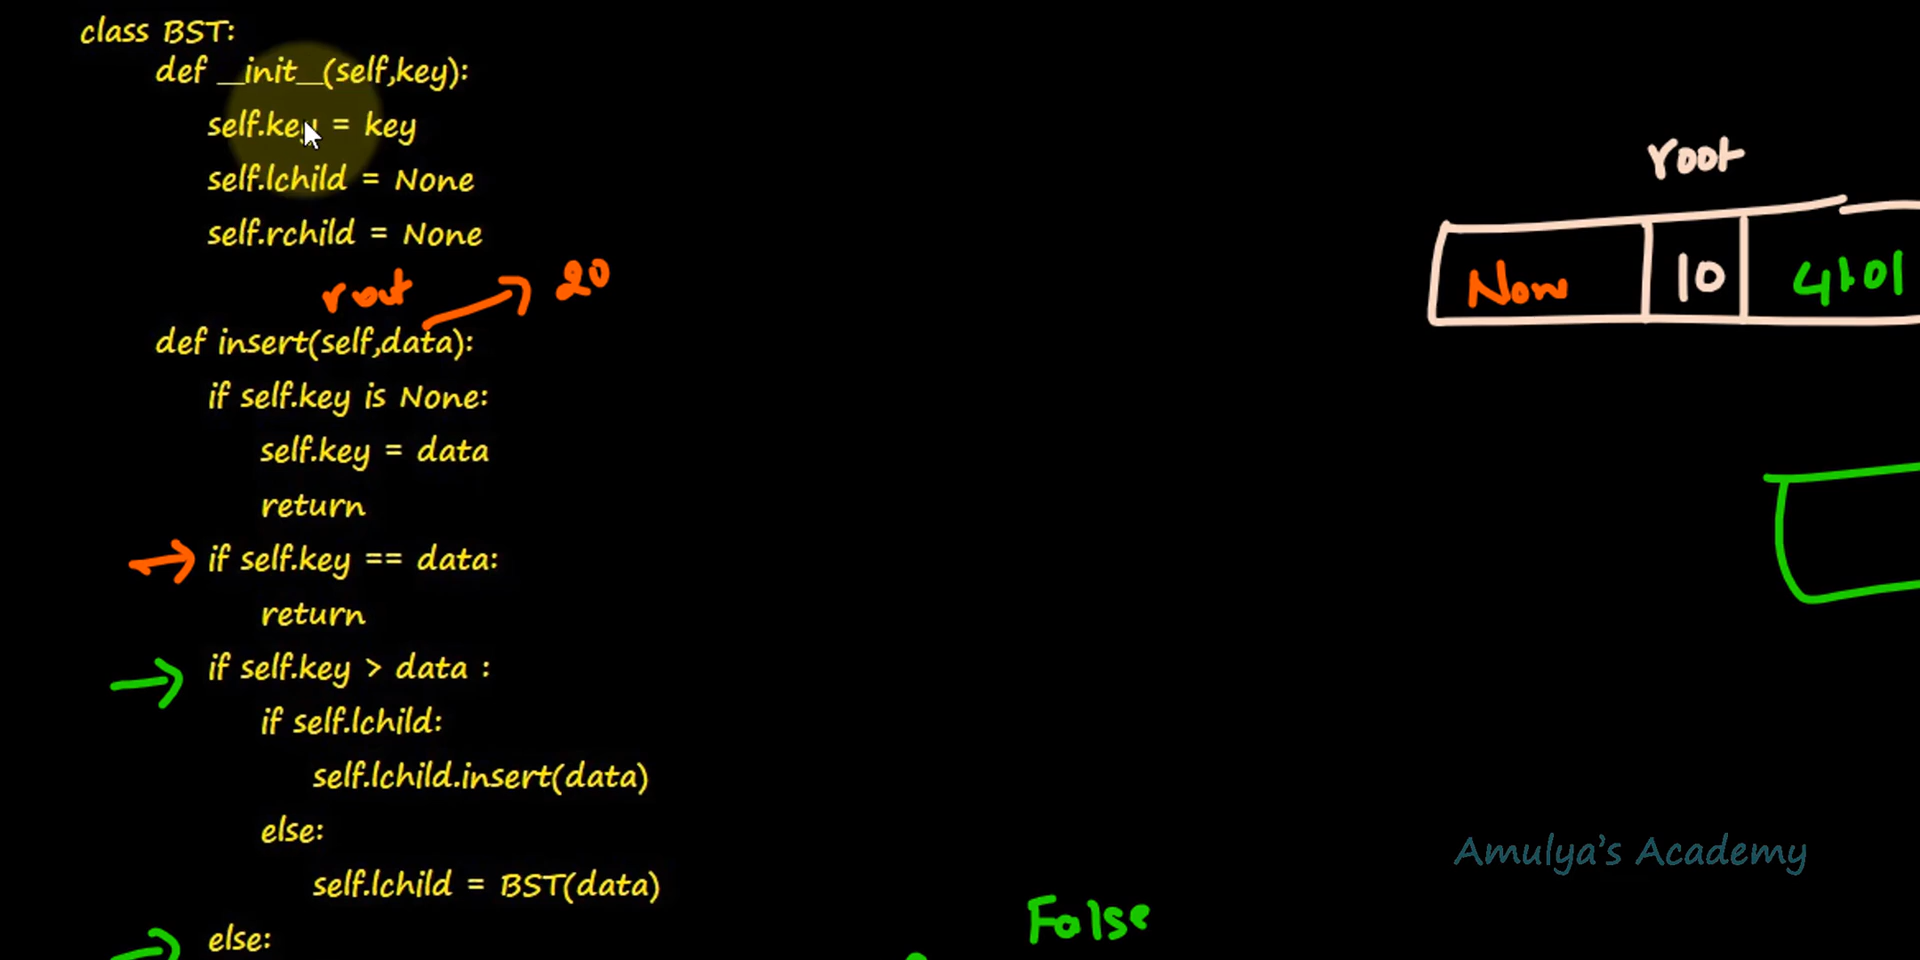 class BST:
def __init__(self,key):
self.key = key
self.lchild = None
self.rchild = None
root
20
def insert(self,data):
if self.key is None:
self.key = data
return
if self.key == data:
return
if self.key > data :
if self.lchild:
self.lchild.insert(data)
else:
self.lchild = BST(data)
else:
root
None 10 4101
False
Amulya's Academy